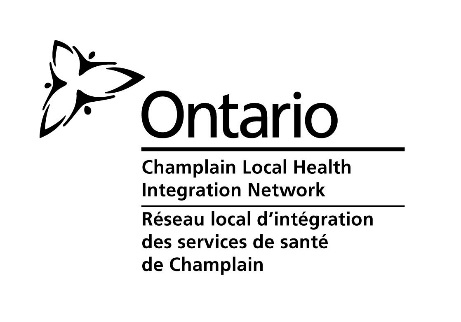 Ontario
Champlain Local Health
Integration Network
Réseau local d'intégration
des services de santé
de Champlain